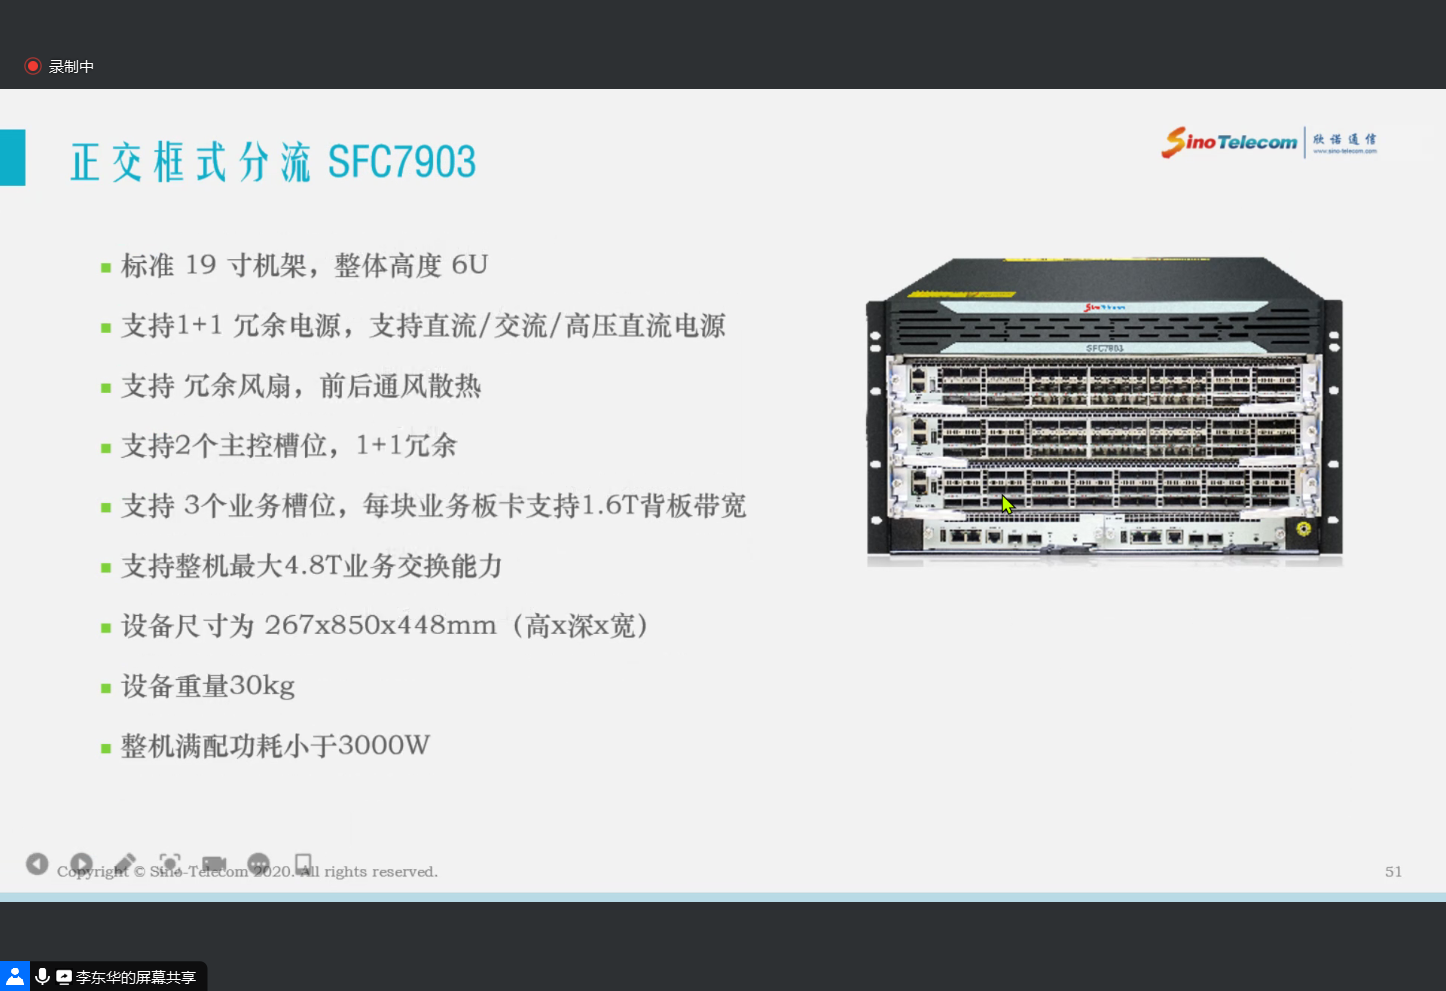 录制中
正交框式分流 SFC7903
SinoTelecom 欣诺通信
www.sino-telecom.com
标准 19 寸机架，整体高度 6U
支持1+1 冗余电源，支持直流/交流/高压直流电源
支持 冗余风扇，前后通风散热
支持2个主控槽位，1+1冗余
支持 3个业务槽位，每块业务板卡支持1.6T背板带宽
支持整机最大4.8T业务交换能力
设备尺寸为 267x850x448mm（高x深x宽）
设备重量30kg
整机满配功耗小于3000W
SinoTelecom
SFC7903
Copyright © Sino-Telecom 2020. All rights reserved.
51
李东华的屏幕共享